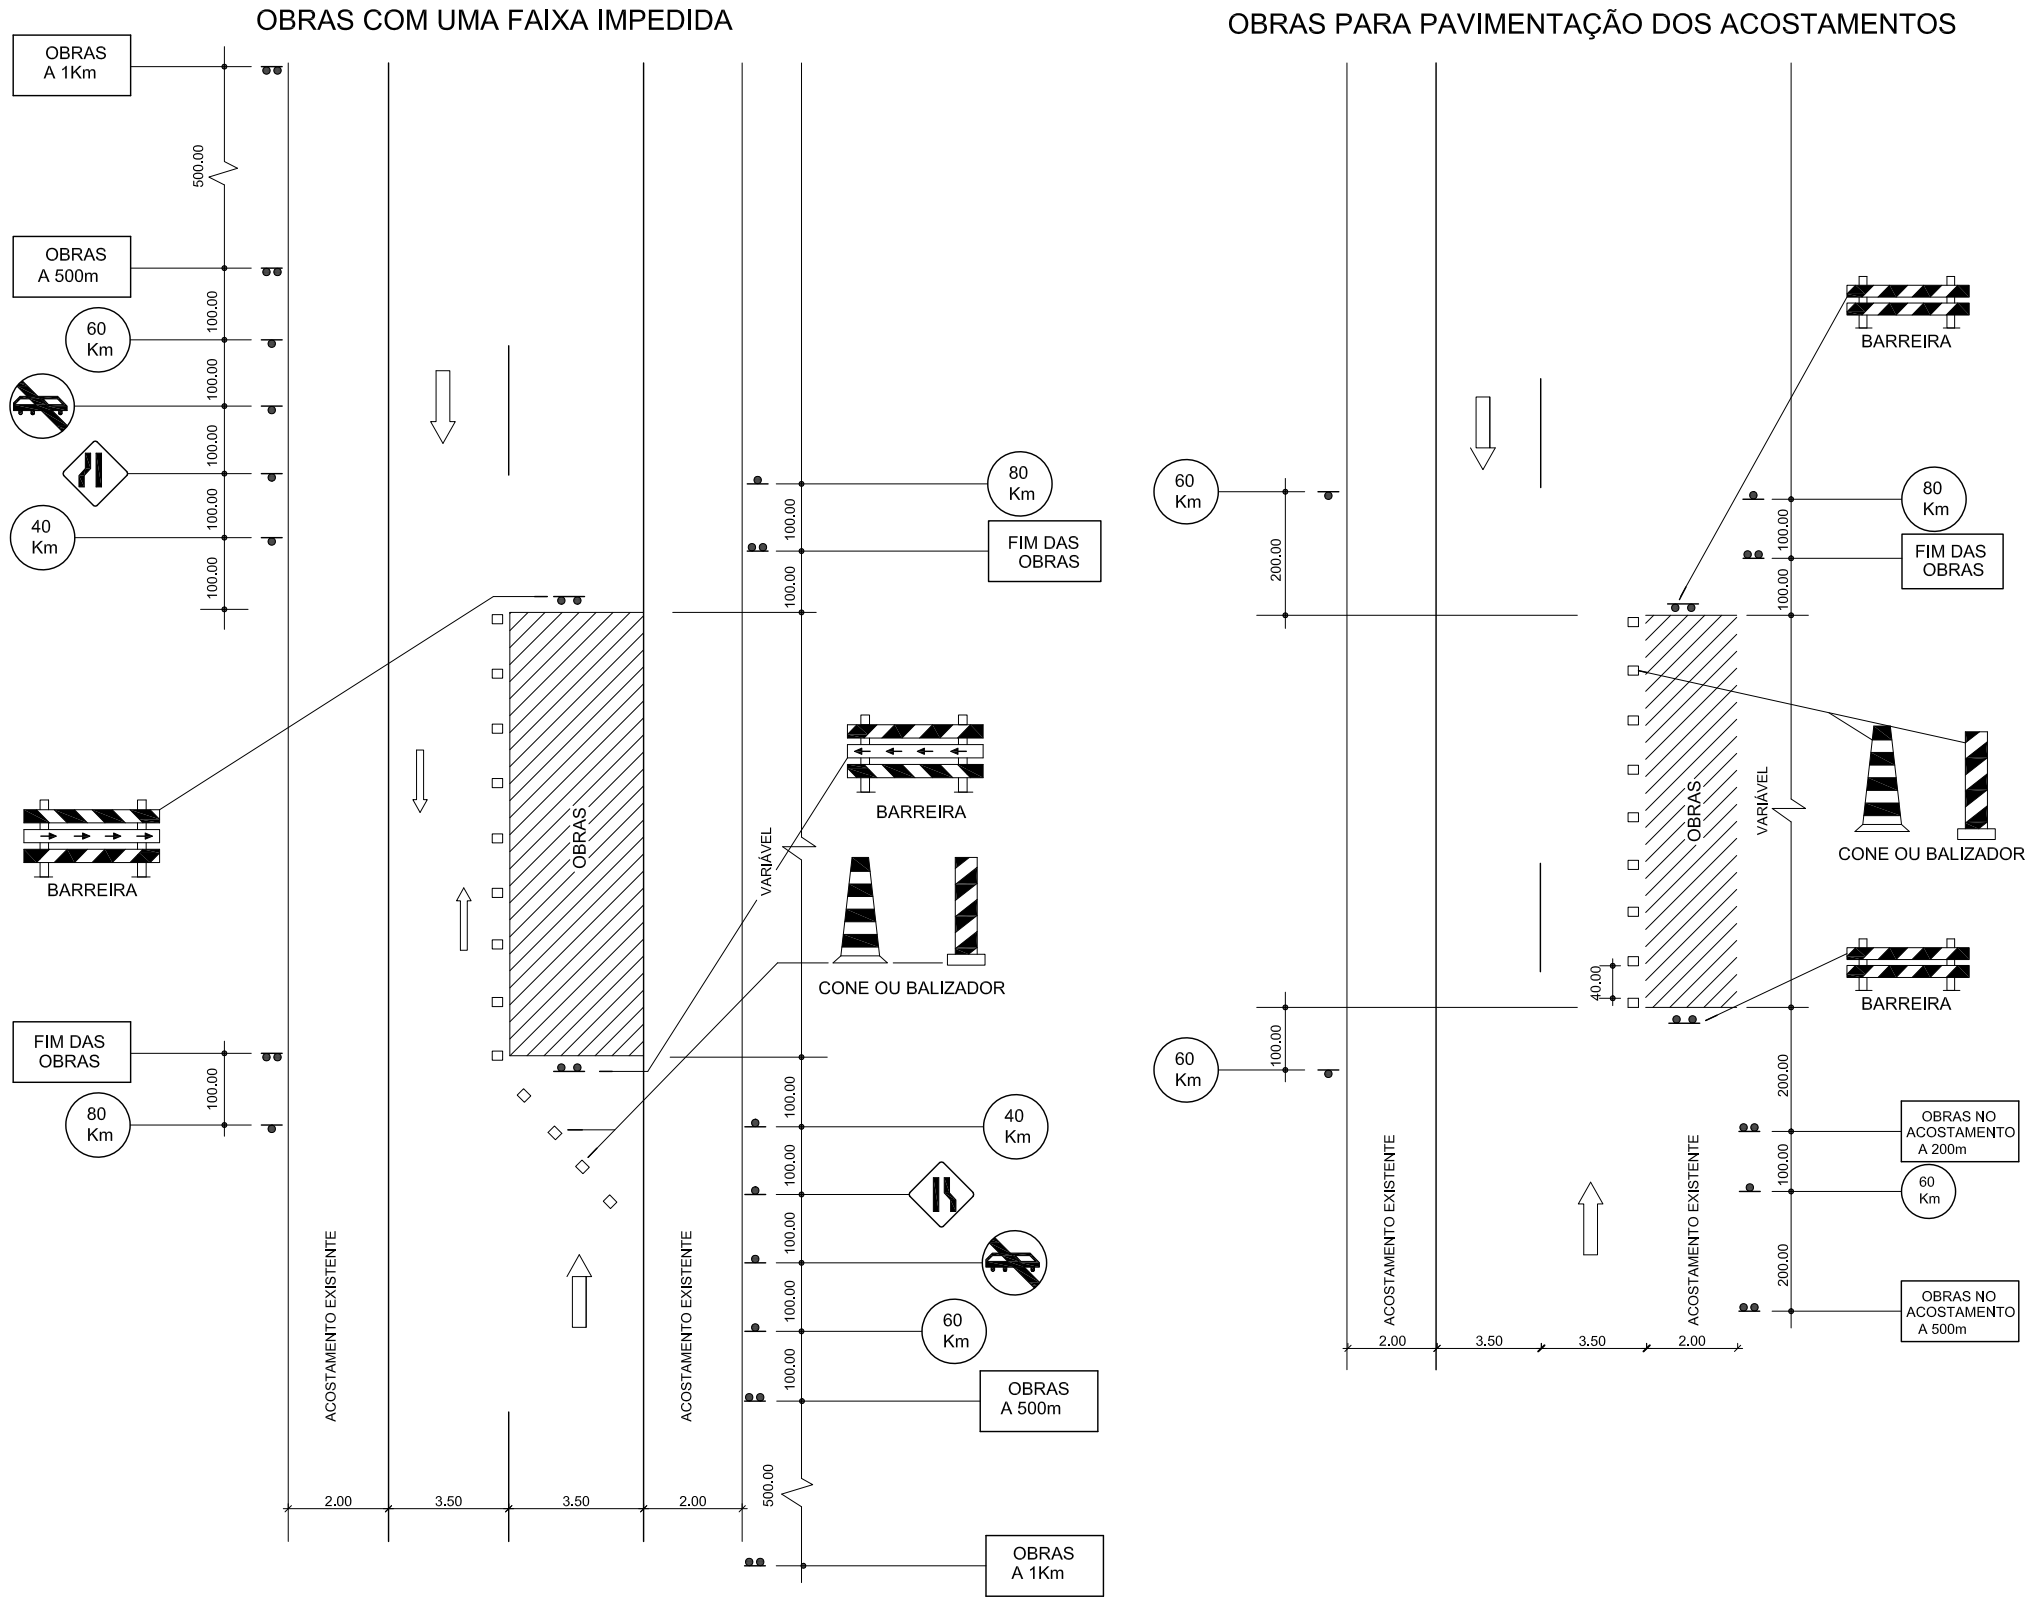 OBRAS COM UMA FAIXA IMPEDIDA
OBRAS
A 1Km
500.00
OBRAS
A 500m
100.00
60
Km
100.00
100.00
100.00
40
Km
100.00
80
Km
100.00
FIM DAS
OBRAS
100.00
OBRAS
VARIÁVEL
BARREIRA
BARREIRA
CONE OU BALIZADOR
FIM DAS
OBRAS
100.00
80
Km
100.00
40
Km
100.00
100.00
100.00
60
Km
100.00
OBRAS
A 500m
500.00
OBRAS
A 1Km
ACOSTAMENTO EXISTENTE
ACOSTAMENTO EXISTENTE
2.00
3.50
3.50
2.00
OBRAS PARA PAVIMENTAÇÃO DOS ACOSTAMENTOS
BARREIRA
60
Km
200.00
80
Km
100.00
FIM DAS
OBRAS
100.00
OBRAS
VARIÁVEL
CONE OU BALIZADOR
40.00
BARREIRA
100.00
60
Km
200.00
OBRAS NO
ACOSTAMENTO
A 200m
100.00
60
Km
200.00
OBRAS NO
ACOSTAMENTO
A 500m
ACOSTAMENTO EXISTENTE
ACOSTAMENTO EXISTENTE
2.00
3.50
3.50
2.00